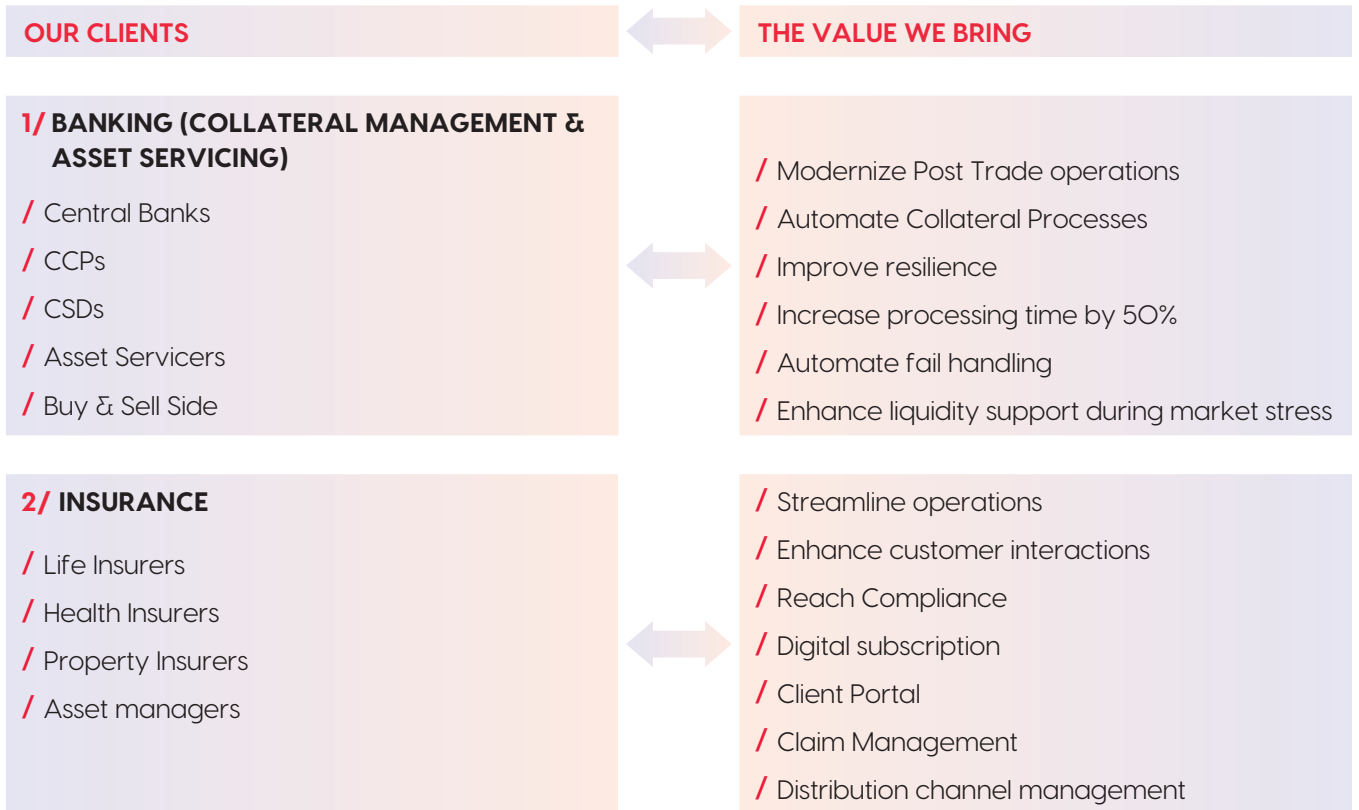 OUR CLIENTS
THE VALUE WE BRING
1/ BANKING (COLLATERAL MANAGEMENT &
ASSET SERVICING)
/ Central Banks
/ CCPs
/ CSDs
/ Asset Servicers
/ Buy & Sell Side
/ Modernize Post Trade operations
/ Automate Collateral Processes
/ Improve resilience
/ Increase processing time by 50%
/ Automate fail handling
/ Enhance liquidity support during market stress
2/ INSURANCE
/ Life Insurers
/ Health Insurers
/ Property Insurers
/ Asset managers
/ Streamline operations
/ Enhance customer interactions
/ Reach Compliance
/ Digital subscription
/ Client Portal
/ Claim Management
/ Distribution channel management